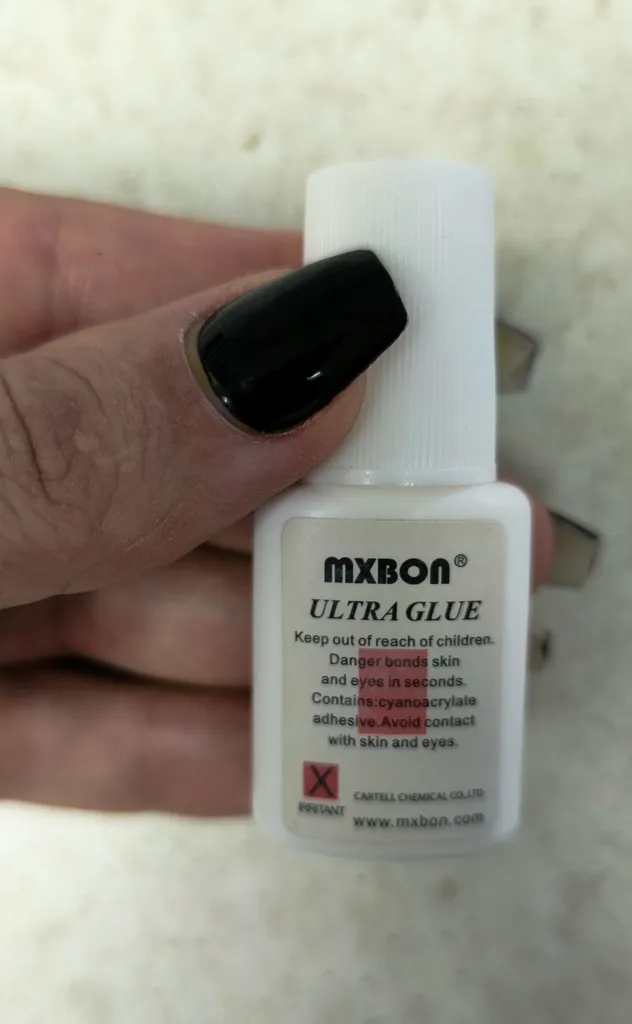 MXBON®
ULTRA GLUE
Keep out of reach of children.
Danger bonds skin
and eyes in seconds.
Contains:cyanoacrylate
adhesive.Avoid contact
with skin and eyes.
X
IRRITANT
CARTELL CHEMICAL CO.,LTD.
www.mxbon.com